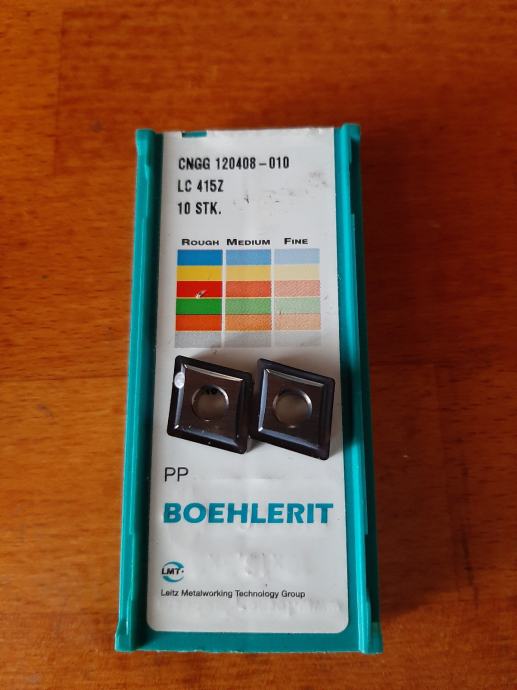 CNGG 120408-010
LC 415Z
10 STK.
ROUGH MEDIUM FINE
PP
BOEHLERIT
LMT
Leitz Metalworking Technology Group